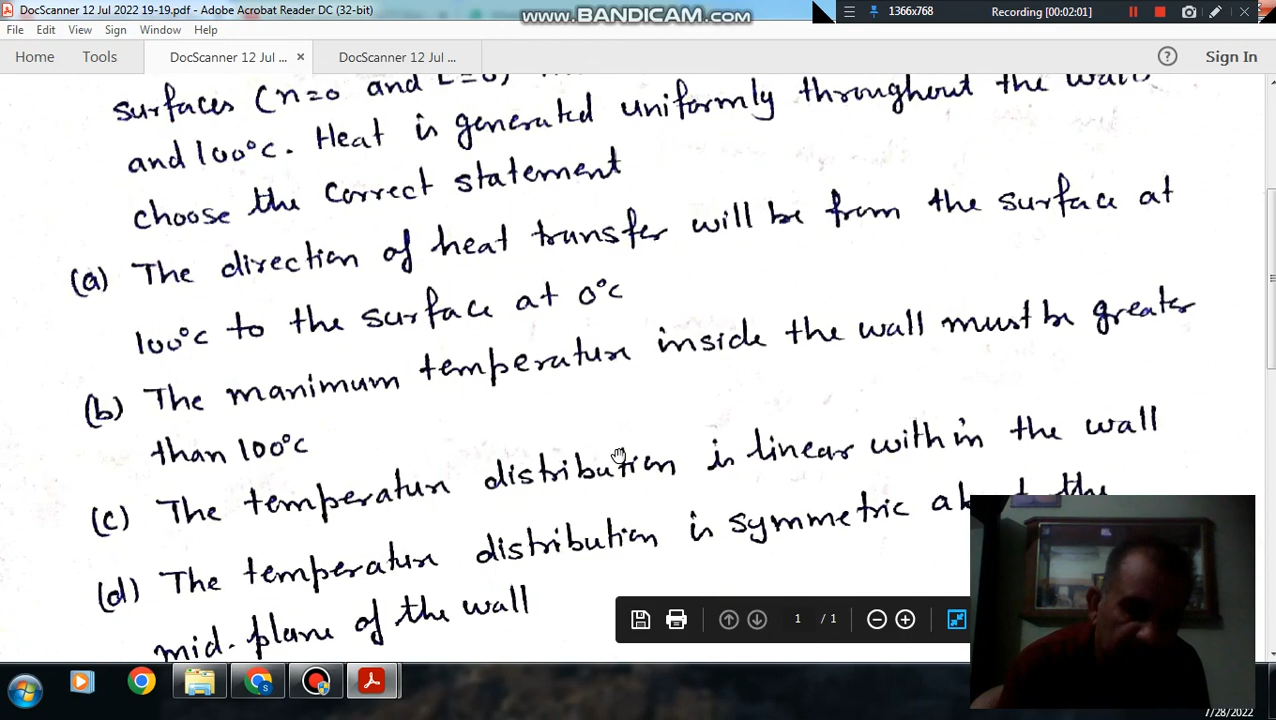 DocScanner 12 Jul 2022 19-19.pdf - Adobe Acrobat Reader DC (32-bit)
www.BANDICAM.com
1366x768
Recording [00:02:01]
File Edit View Sign Window Help
Home Tools DocScanner 12 Jul ... × DocScanner 12 Jul ...
? Sign In
surfaces (n=0 and L=
and 100°c. Heat is generated uniformly throughout the wall.
choose the correct statement
(a) The direction of heat transfer will be from the surface at
100°c to the surface at 0°c
(b) The manimum temperature inside the wall must be greater
than 100°c
(c) The temperature distribution is linear within the wall
(d) The temperature distribution is symmetric about the
mid-plane of the wall
1 / 1
7/28/2022